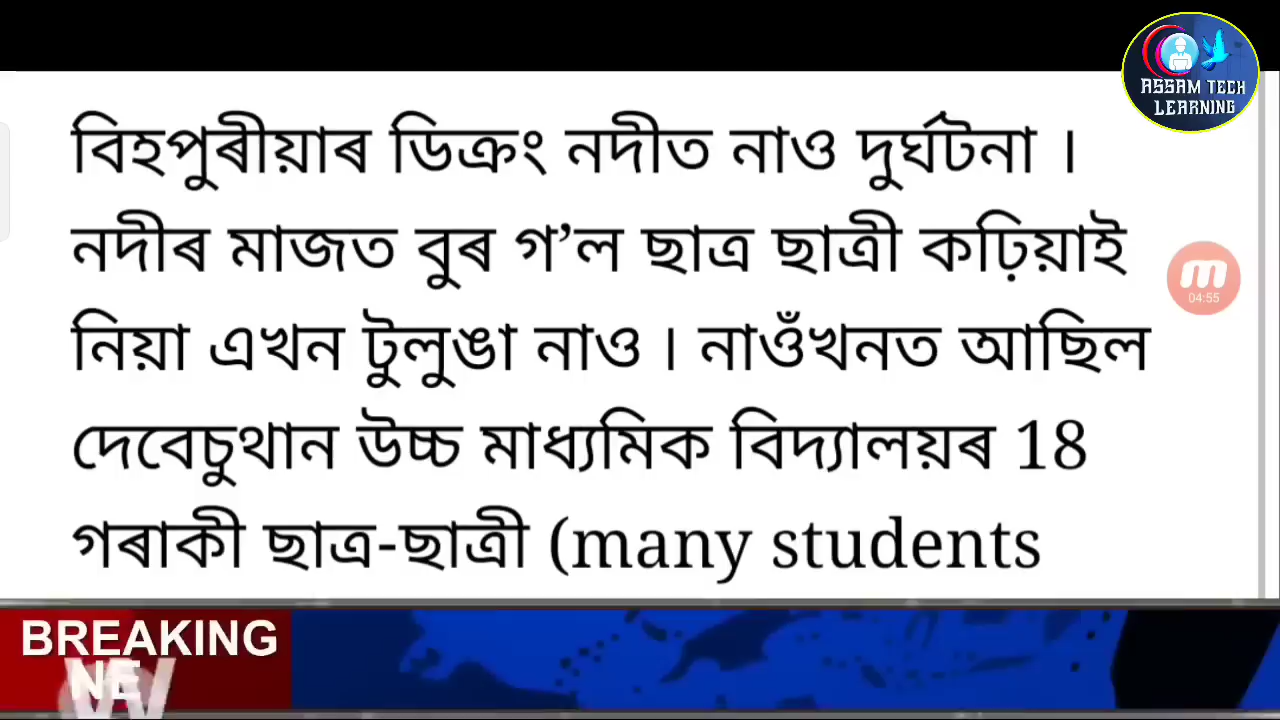 ASSAM TECH
LEARNING
বিহপুৰীয়াৰ ডিক্ৰং নদীত নাও দুৰ্ঘটনা ।
নদীৰ মাজত বুৰ গ’ল ছাত্ৰ ছাত্ৰী কঢ়িয়াই
নিয়া এখন টুলুঙা নাও । নাওঁখনত আছিল
দেবেচুথান উচ্চ মাধ্যমিক বিদ্যালয়ৰ 18
গৰাকী ছাত্ৰ-ছাত্ৰী (many students
04:55
BREAKING
NE